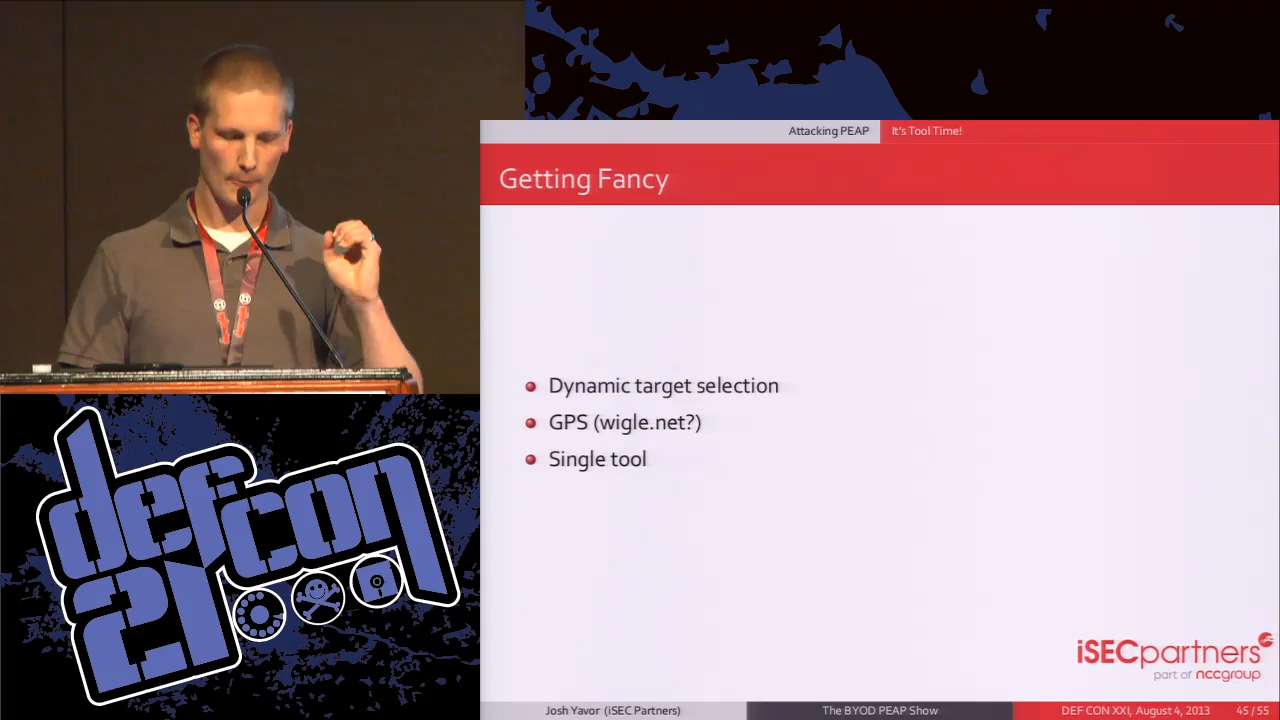 Attacking PEAP
It's Tool Time!
Getting Fancy
Dynamic target selection
GPS (wigle.net?)
Single tool
iSECpartners
part of nccgroup
Josh Yavor (iSEC Partners)
The BYOD PEAP Show
DEF CON XXI, August 4, 2013
45 / 55
defcon
21